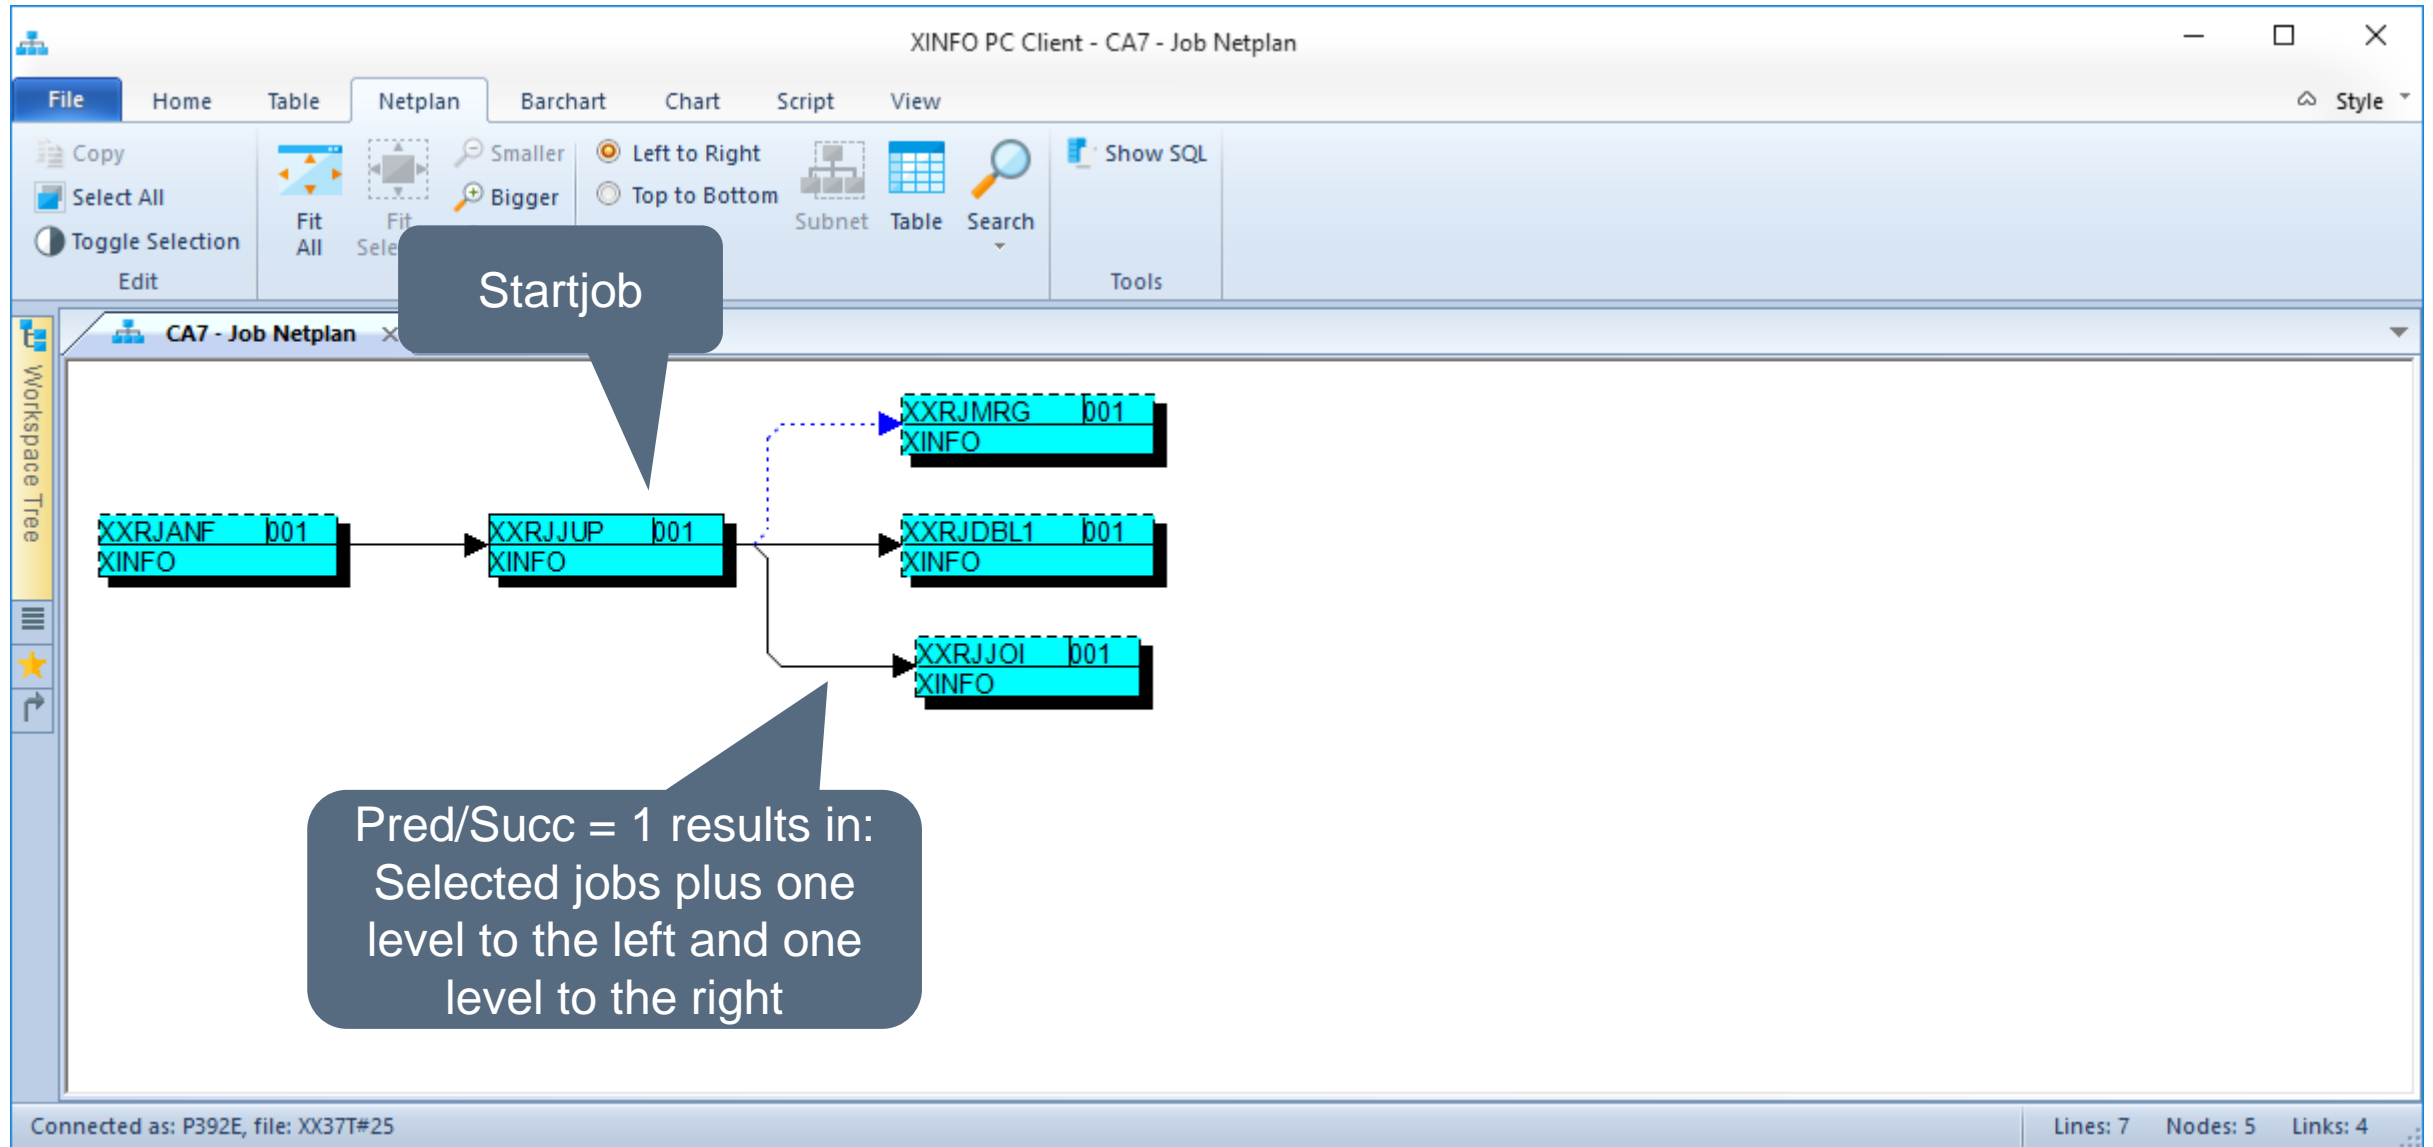 XINFO PC Client - CA7 - Job Netplan
File Home Table Netplan Barchart Chart Script View Style
Copy
Select All
Toggle Selection
Edit
Fit
All
Fit
Smaller
Bigger
Left to Right
Top to Bottom
Subnet
Table
Search
Show SQL
Tools
Startjob
CA7 - Job Netplan
Workspace Tree
XXRJMRG 001
XINFO
XXRJANF 001
XINFO
XXRJJUP 001
XINFO
XXRJDBL1 001
XINFO
XXRJJOI 001
XINFO
Pred/Succ = 1 results in:
Selected jobs plus one
level to the left and one
level to the right
Connected as: P392E, file: XX37T#25
Lines: 7 Nodes: 5 Links: 4